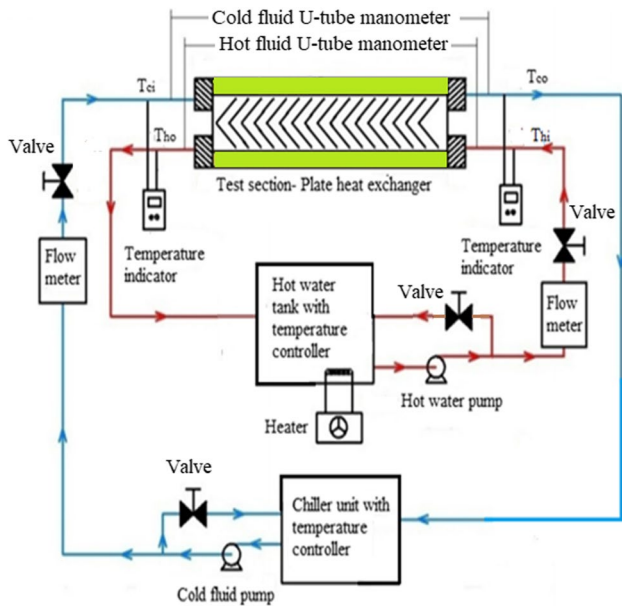 Cold fluid U-tube manometer
Hot fluid U-tube manometer
Tci
Tco
Tho
Thi
Valve
Test section- Plate heat exchanger
Valve
Flow
meter
Temperature
indicator
Temperature
indicator
Hot water
tank with
temperature
controller
Valve
Flow
meter
Hot water pump
Heater
Valve
Chiller unit with
temperature
controller
Cold fluid pump